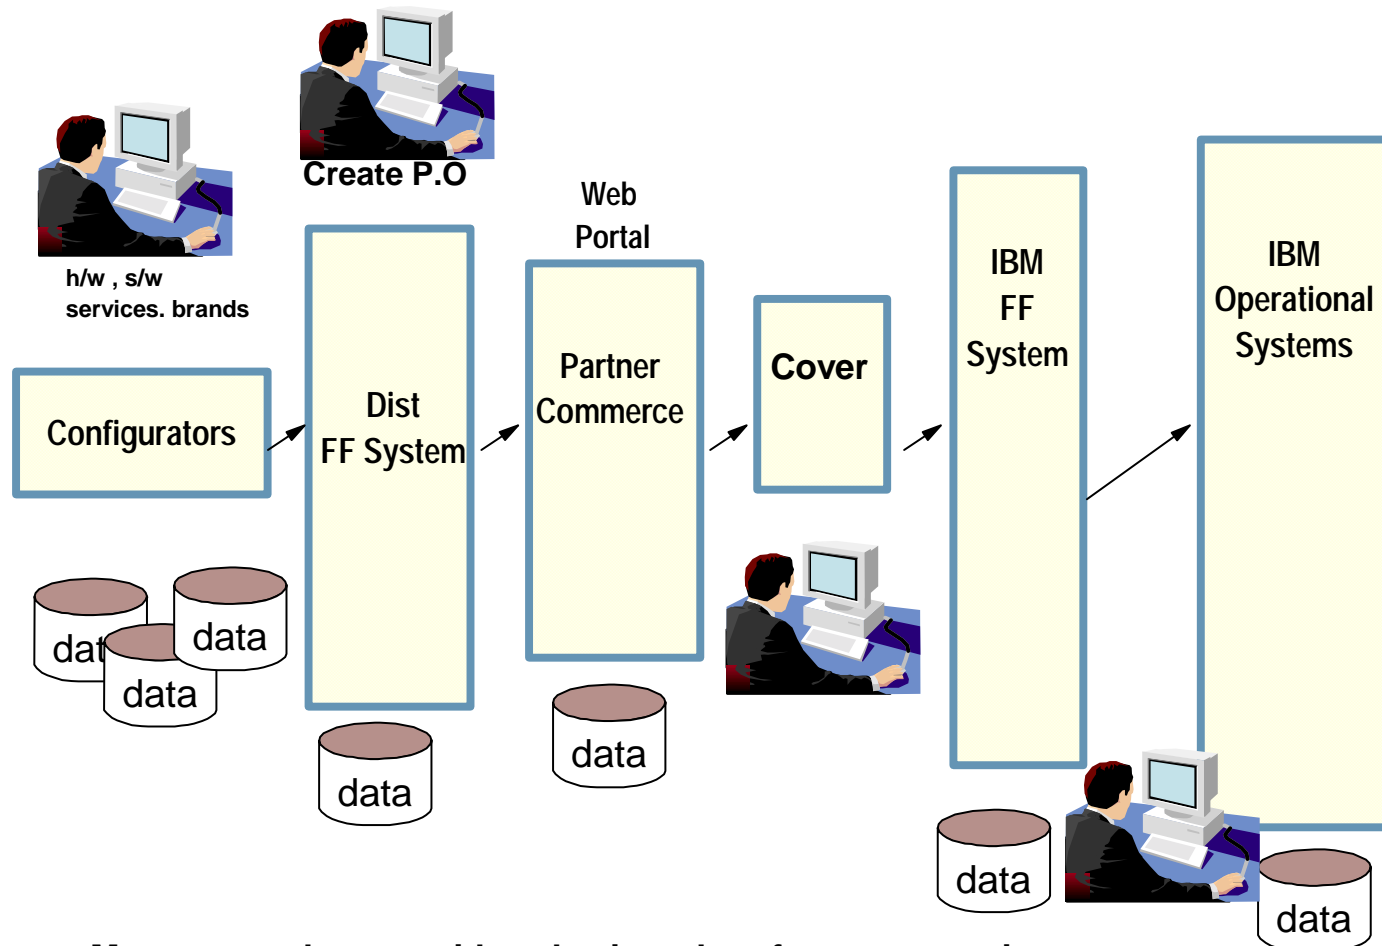 Create P.O
h/w , s/w
services. brands
Web
Portal
Configurators
Dist
FF System
Partner
Commerce
Cover
IBM
FF
System
IBM
Operational
Systems
data
data
data
data
data
data
data